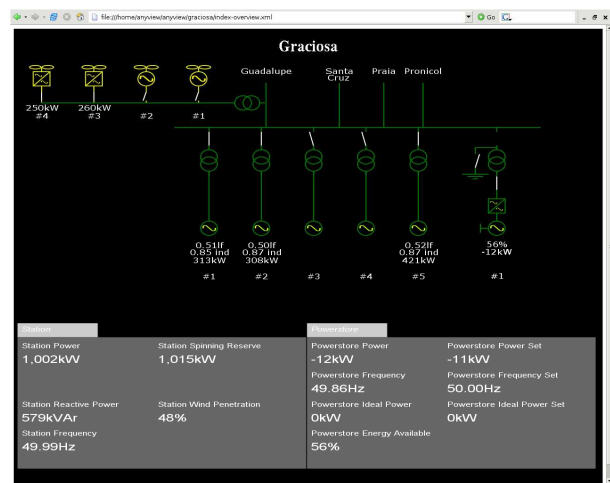 file:///home/anyview/anyview/graciosa/index-overview.xml
Go
Graciosa
Guadalupe Santa Cruz Praia Pronicol
250kW 260kW
#4 #3 #2 #1
0.51lf 0.50lf 0.52lf 56%
0.85 ind 0.87 ind 0.87 ind -12kW
313kW 308kW 421kW
#1 #2 #3 #4 #5 #1
Station Powerstore
Station Power Station Spinning Reserve Powerstore Power Powerstore Power Set
1,002kW 1,015kW -12kW -11kW
Powerstore Frequency Powerstore Frequency Set
49.86Hz 50.00Hz
Station Reactive Power Station Wind Penetration Powerstore Ideal Power Powerstore Ideal Power Set
579kVAr 48% 0kW 0kW
Station Frequency Powerstore Energy Available
49.99Hz 56%